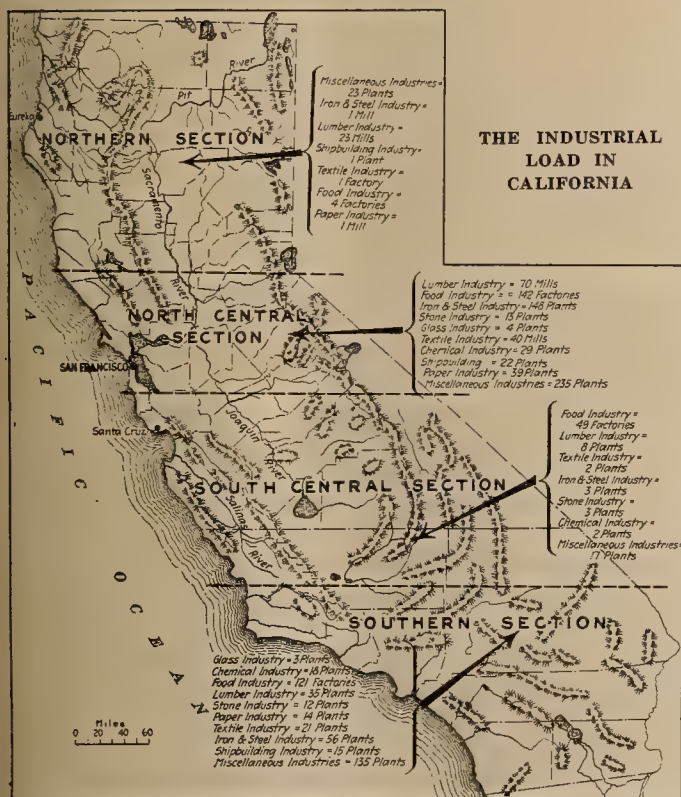 THE INDUSTRIAL
LOAD IN
CALIFORNIA
River
Pit
Eureka
NORTHERN SECTION
Sacramento
River
Miscellaneous Industries =
23 Plants
Iron & Steel Industry =
1 Mill
Lumber Industry =
23 Mills
Shipbuilding Industry =
1 Plant
Textile Industry =
1 Factory
Food Industry =
4 Factories
Paper Industry =
1 Mill
NORTH CENTRAL
SECTION
SAN FRANCISCO
Lumber Industry = 70 Mills
Food Industry = = 142 Factories
Iron & Steel Industry = 148 Plants
Stone Industry = 13 Plants
Glass Industry = 4 Plants
Textile Industry = 40 Mills
Chemical Industry = 29 Plants
Shipbuilding = 22 Plants
Paper Industry = 39 Plants
Miscellaneous Industries = 235 Plants
PACIFIC
OCEAN
Santa Cruz
Joaquin
River
SOUTH CENTRAL SECTION
Salinas
River
Food Industry =
49 Factories
Lumber Industry =
8 Plants
Textile Industry =
2 Plants
Iron & Steel Industry =
3 Plants
Stone Industry =
3 Plants
Chemical Industry =
2 Plants
Miscellaneous Industries =
Plants
SOUTHERN SECTION
Glass Industry = 3 Plants
Chemical Industry = 18 Plants
Food Industry = 121 Factories
Lumber Industry = 35 Plants
Stone Industry = 12 Plants
Paper Industry = 14 Plants
Textile Industry = 21 Plants
Iron & Steel Industry = 56 Plants
Shipbuilding Industry = 15 Plants
Miscellaneous Industries = 135 Plants
Miles
20 0 20 40 60